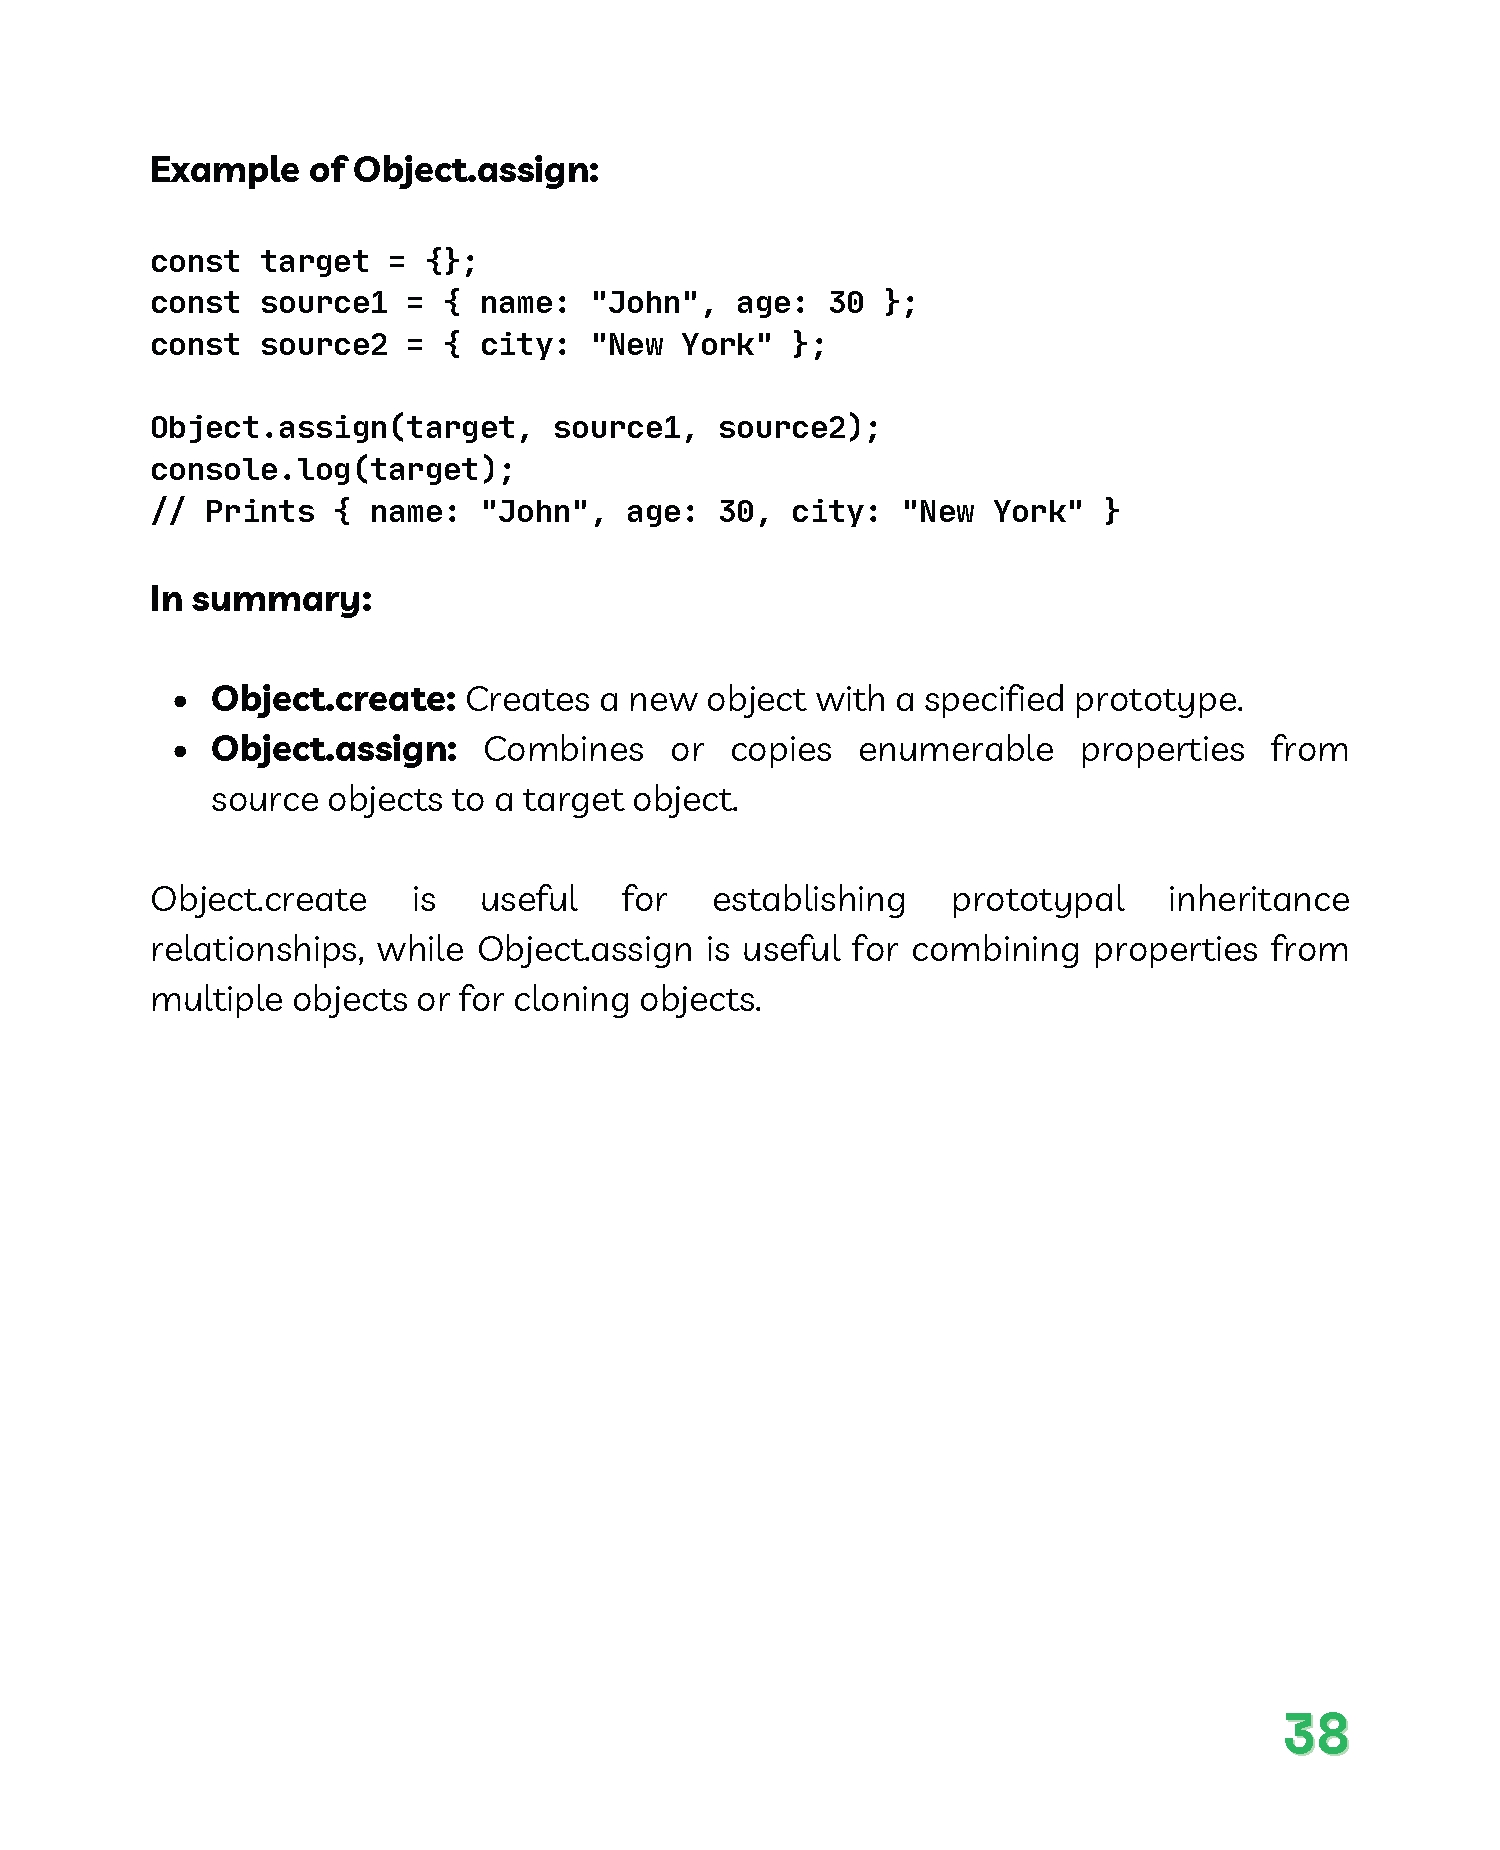 Example of Object.assign:
const target = {};
const source1 = { name: "John", age: 30 };
const source2 = { city: "New York" };
Object.assign(target, source1, source2);
console.log(target);
// Prints { name: "John", age: 30, city: "New York" }
In summary:
• Object.create: Creates a new object with a specified prototype.
• Object.assign: Combines or copies enumerable properties from
source objects to a target object.
Object.create is useful for establishing prototypal inheritance
relationships, while Object.assign is useful for combining properties from
multiple objects or for cloning objects.
38